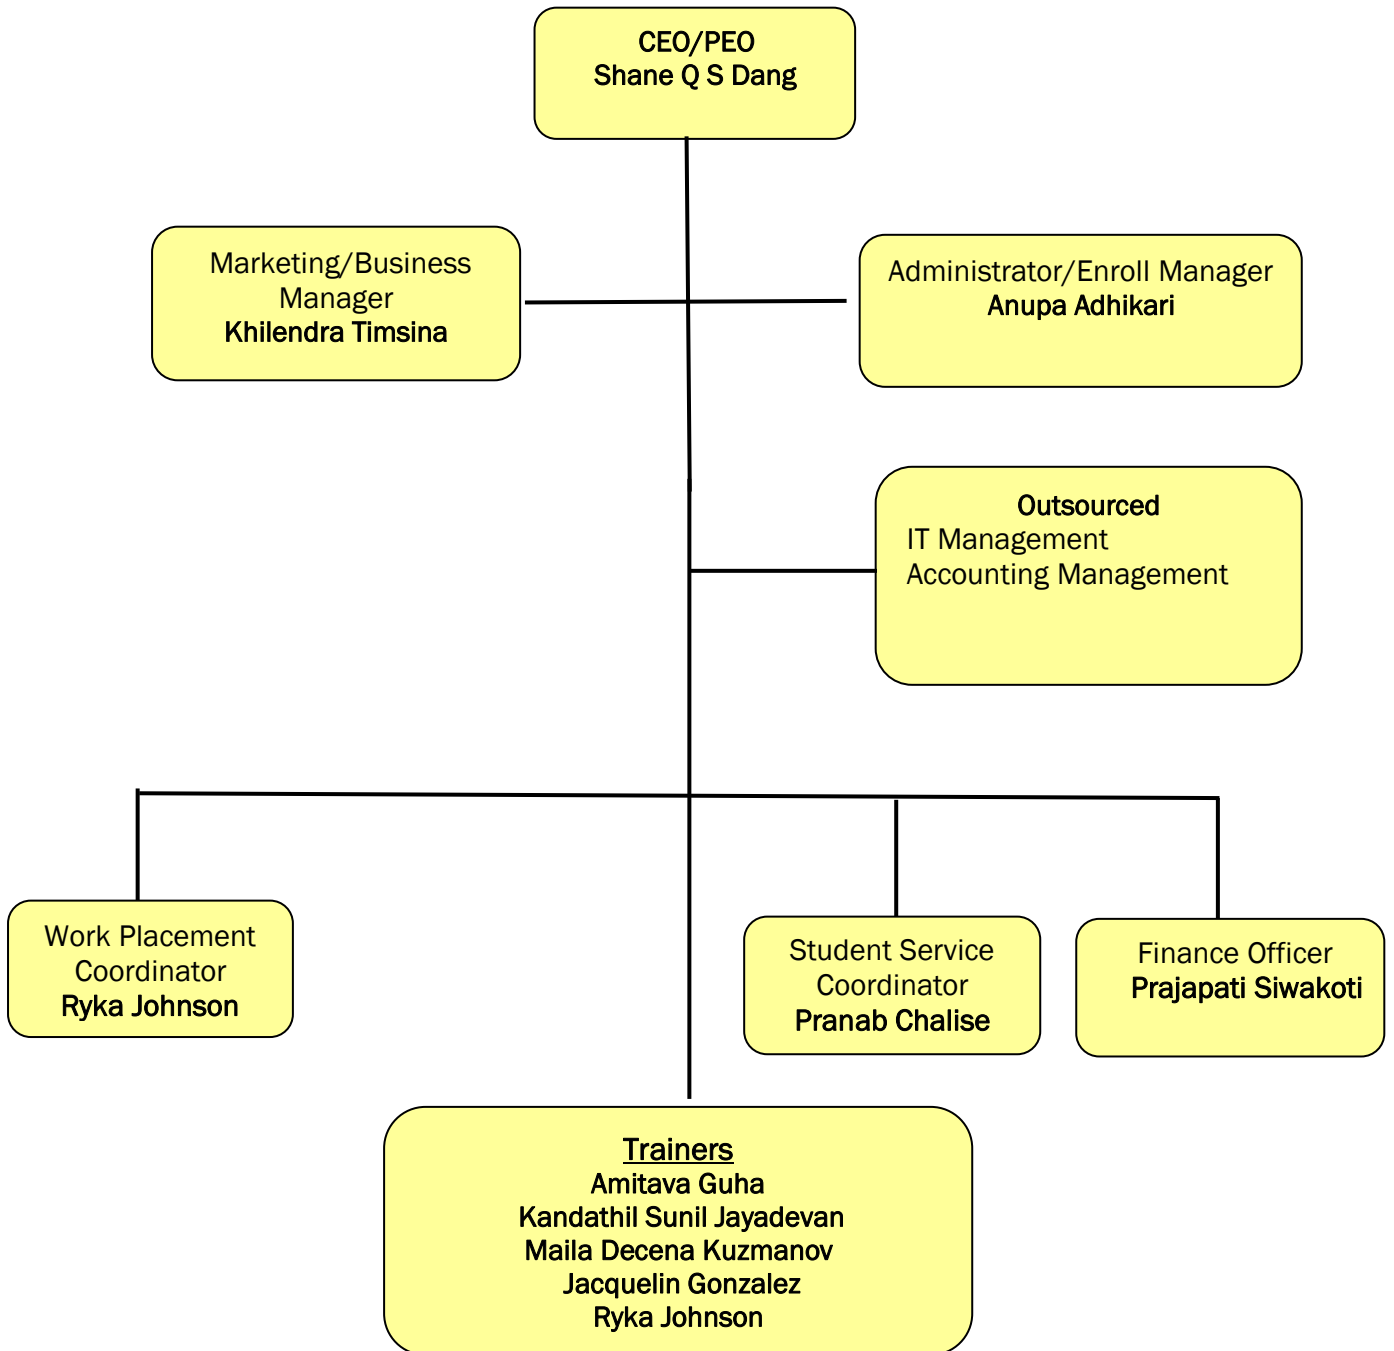 CEO/PEO
Shane Q S Dang
Marketing/Business
Manager
Khilendra Timsina
Administrator/Enroll Manager
Anupa Adhikari
Outsourced
IT Management
Accounting Management
Work Placement
Coordinator
Ryka Johnson
Student Service
Coordinator
Pranab Chalise
Finance Officer
Prajapati Siwakoti
Trainers
Amitava Guha
Kandathil Sunil Jayadevan
Maila Decena Kuzmanov
Jacquelin Gonzalez
Ryka Johnson